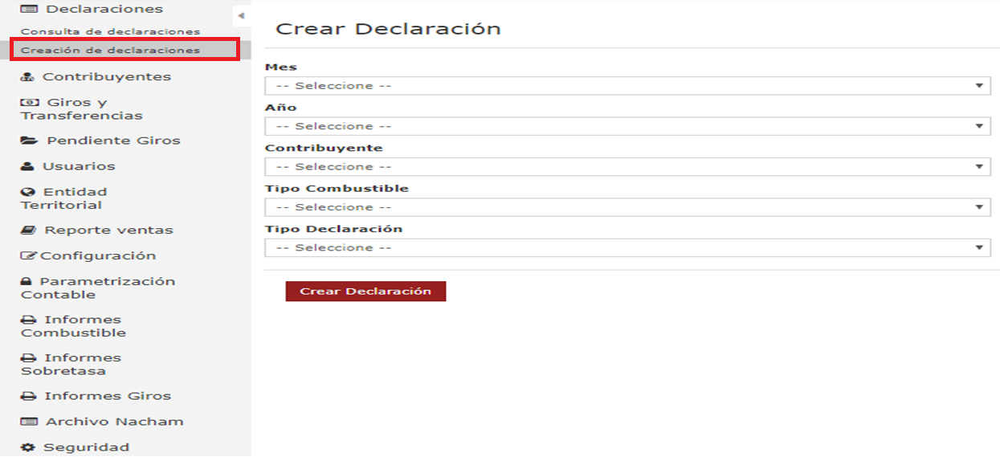 Declaraciones
Consulta de declaraciones
Creación de declaraciones
Contribuyentes
Giros y
Transferencias
Pendiente Giros
Usuarios
Entidad
Territorial
Reporte ventas
Configuración
Parametrización
Contable
Informes
Combustible
Informes
Sobretasa
Informes Giros
Archivo Nacham
Seguridad
Crear Declaración
Mes
-- Seleccione --
Año
-- Seleccione --
Contribuyente
-- Seleccione --
Tipo Combustible
-- Seleccione --
Tipo Declaración
-- Seleccione --
Crear Declaración